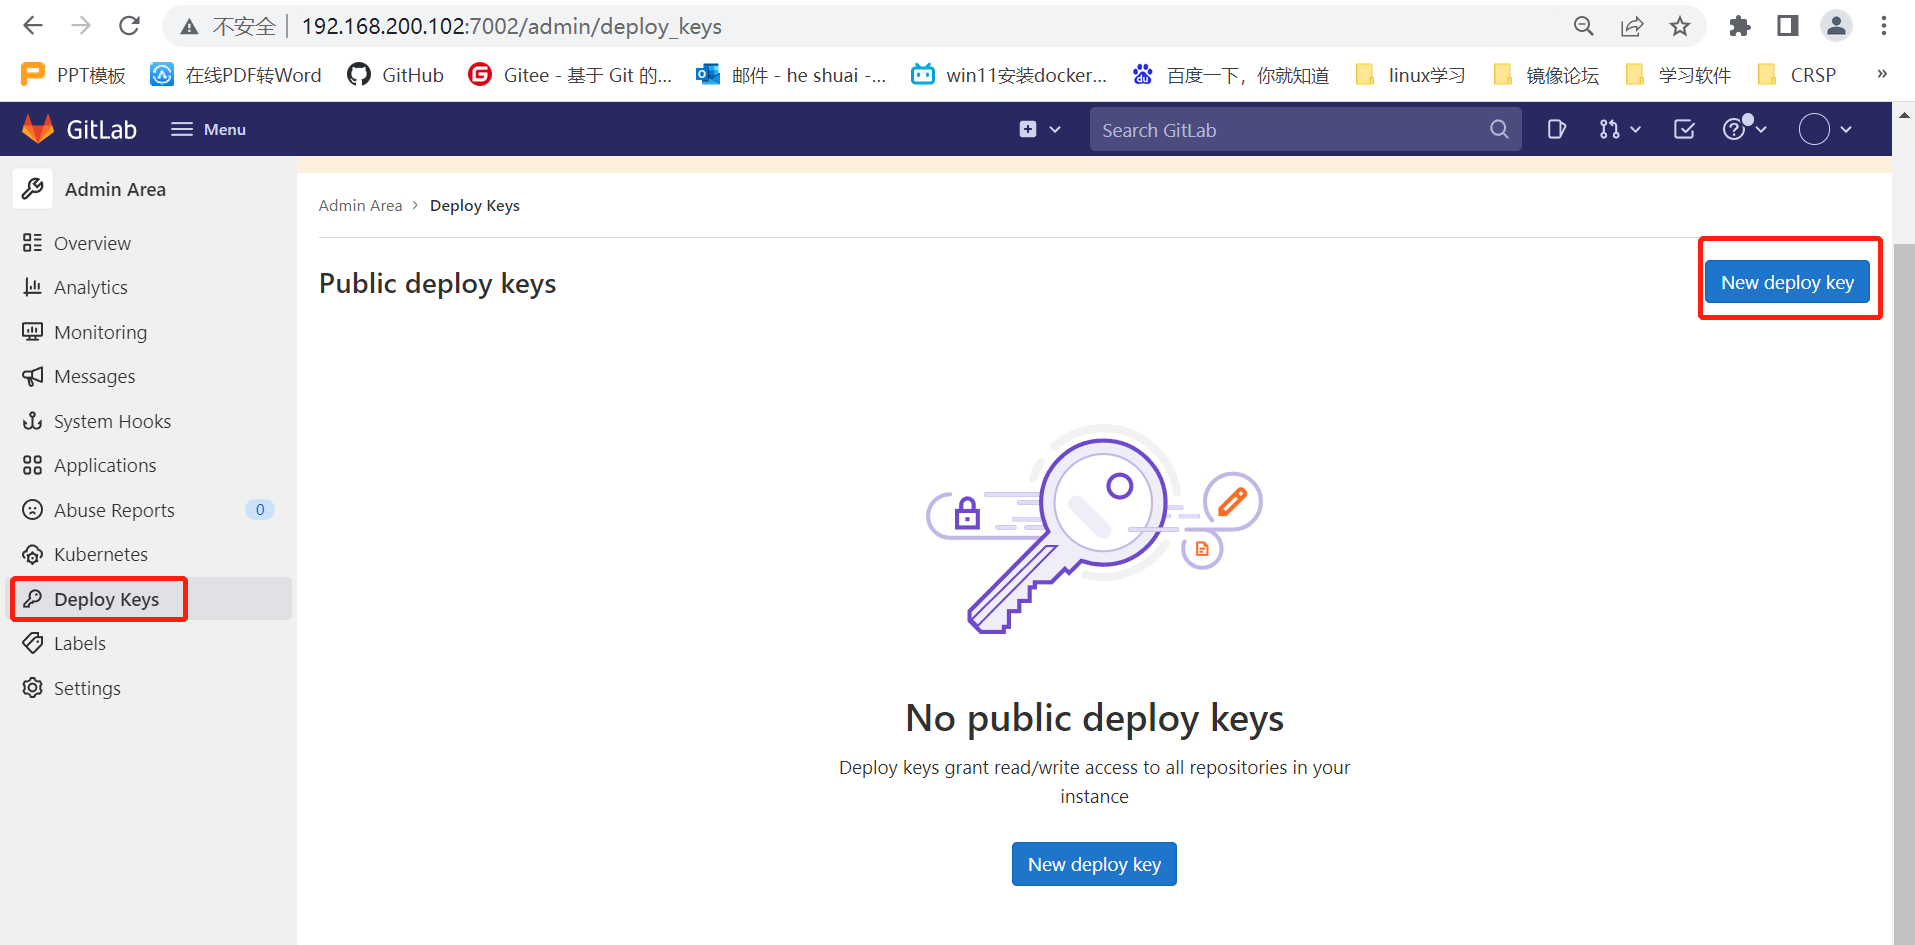 不安全 192.168.200.102:7002/admin/deploy_keys
PPT模板 在线PDF转Word GitHub Gitee - 基于 Git 的... 邮件 - he shuai -... win11安装docker... 百度一下，你就知道 linux学习 镜像论坛 学习软件 CRSP »
GitLab Menu Search GitLab
Admin Area
Overview
Analytics
Monitoring
Messages
System Hooks
Applications
Abuse Reports 0
Kubernetes
Deploy Keys
Labels
Settings
Admin Area › Deploy Keys
Public deploy keys New deploy key
No public deploy keys
Deploy keys grant read/write access to all repositories in your
instance
New deploy key